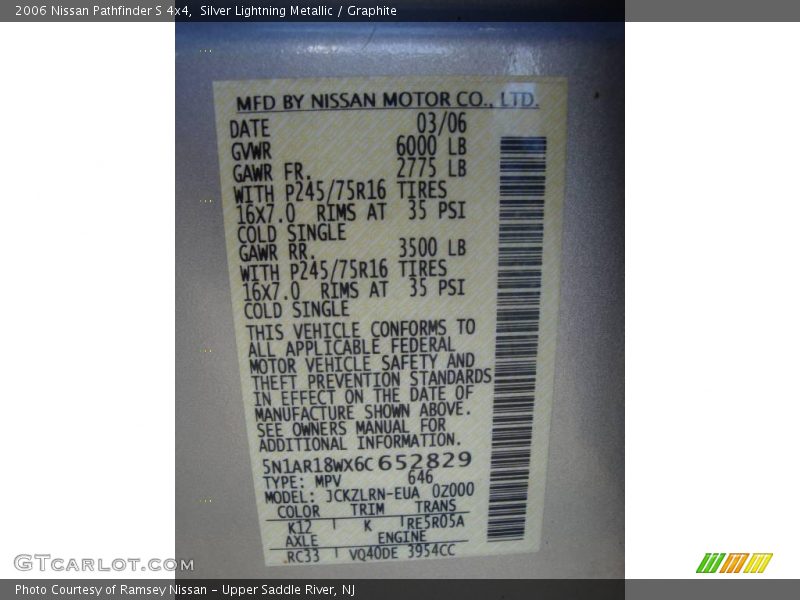 2006 Nissan Pathfinder S 4x4,  Silver Lightning Metallic / Graphite
MFD BY NISSAN MOTOR CO., LTD.
DATE 03/06
GVWR 6000 LB
GAWR FR. 2775 LB
WITH P245/75R16 TIRES
16X7.0 RIMS AT 35 PSI
COLD SINGLE
GAWR RR. 3500 LB
WITH P245/75R16 TIRES
16X7.0 RIMS AT 35 PSI
COLD SINGLE
THIS VEHICLE CONFORMS TO
ALL APPLICABLE FEDERAL
MOTOR VEHICLE SAFETY AND
THEFT PREVENTION STANDARDS
IN EFFECT ON THE DATE OF
MANUFACTURE SHOWN ABOVE.
SEE OWNERS MANUAL FOR
ADDITIONAL INFORMATION.
5N1AR18WX6C652829
TYPE: MPV 646
MODEL: JCKZLRN-EUA 0Z000
COLOR TRIM TRANS
K12 K RE5R05A
AXLE ENGINE
RC33 VQ40DE 3954CC
GTCarlot.com
Photo Courtesy of Ramsey Nissan - Upper Saddle River, NJ